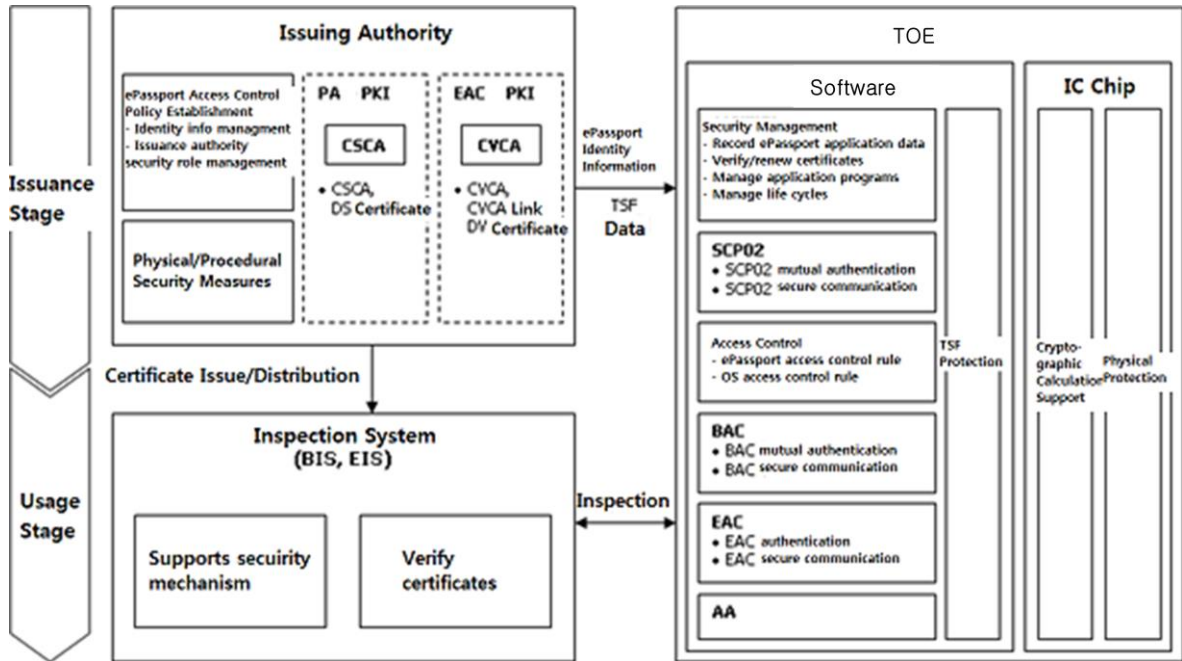 Issuance
Stage
Usage
Stage
Issuing Authority
ePassport Access Control
Policy Establishment
- Identity info managment
- Issuance authority
security role management
Physical/Procedural
Security Measures
PA PKI
CSCA
• CSCA,
DS Certificate
EAC PKI
CVCA
• CVCA,
CVCA Link
DV Certificate
ePassport
Identity
Information
TSF
Data
Certificate Issue/Distribution
Inspection System
(BIS, EIS)
Supports secuirity
mechanism
Verify
certificates
Inspection
TOE
Software
Security Management
- Record ePassport application data
- Verify/renew certificates
- Manage application programs
- Manage life cycles
SCP02
• SCP02 mutual authentication
• SCP02 secure communication
Access Control
- ePassport access control rule
- OS access control rule
BAC
• BAC mutual authentication
• BAC secure communication
EAC
• EAC authentication
• EAC secure communication
AA
TSF
Protection
IC Chip
Crypto-
graphic
Calculation
Support
Physical
Protection